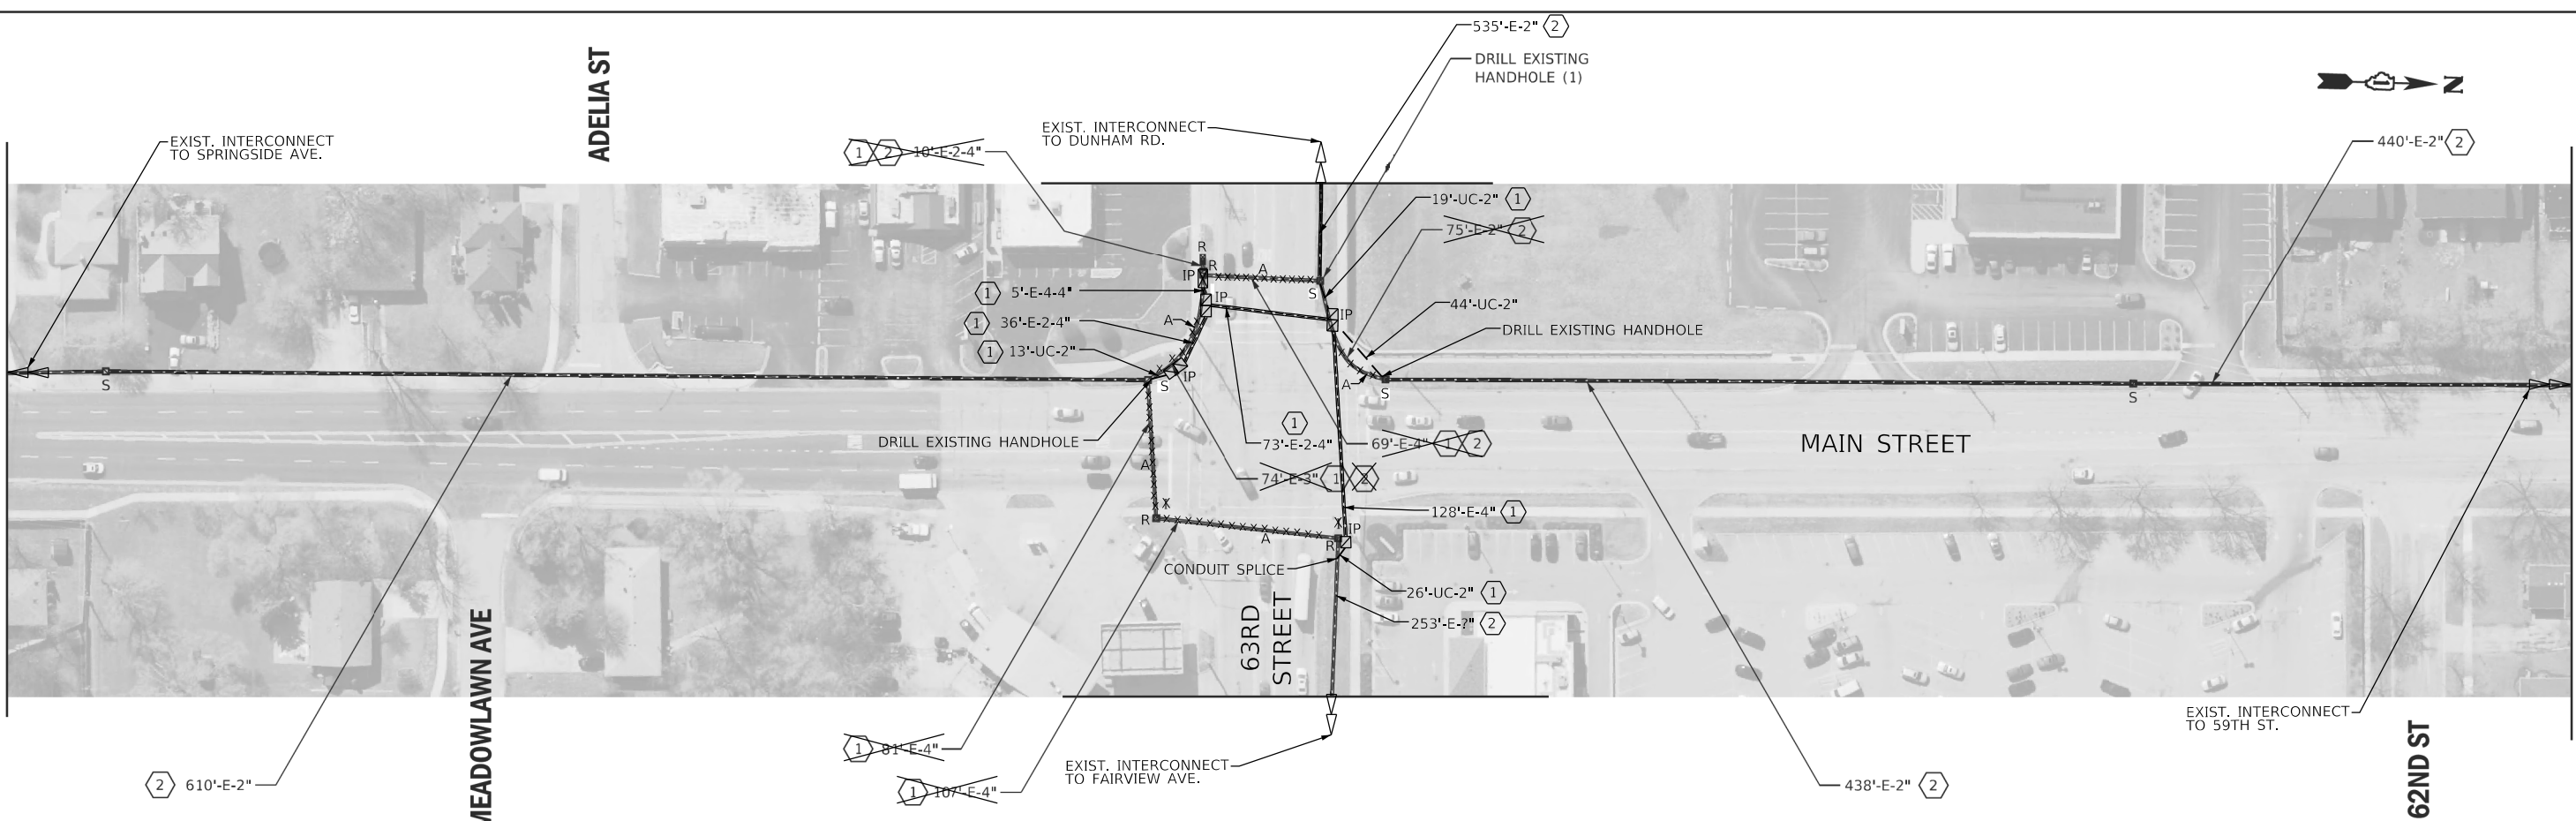 535'-E-2" 2
DRILL EXISTING
HANDHOLE (1)
N
ADELIA ST
EXIST. INTERCONNECT
TO SPRINGSIDE AVE.
EXIST. INTERCONNECT
TO DUNHAM RD.
1 2 10'-E-2-4"
440'-E-2" 2
19'-UC-2" 1
75'-E-2" 2
R
IP R A
S
1 5'-E-4-4"
IP
IP
44'-UC-2"
1 36'-E-2-4"
A
DRILL EXISTING HANDHOLE
1 13'-UC-2"
IP
S
S
A
S
S
DRILL EXISTING HANDHOLE
1
73'-E-2-4"
69'-E-4" 1 2
MAIN STREET
A
74'-E-3" 1 2
128'-E-4" 1
R
A
IP
R
CONDUIT SPLICE
26'-UC-2" 1
253'-E-?" 2
63RD
STREET
MEADOWLAWN AVE
EXIST. INTERCONNECT
TO 59TH ST.
62ND ST
1 81'-E-4"
EXIST. INTERCONNECT
TO FAIRVIEW AVE.
2 610'-E-2"
1 107'-E-4"
438'-E-2" 2